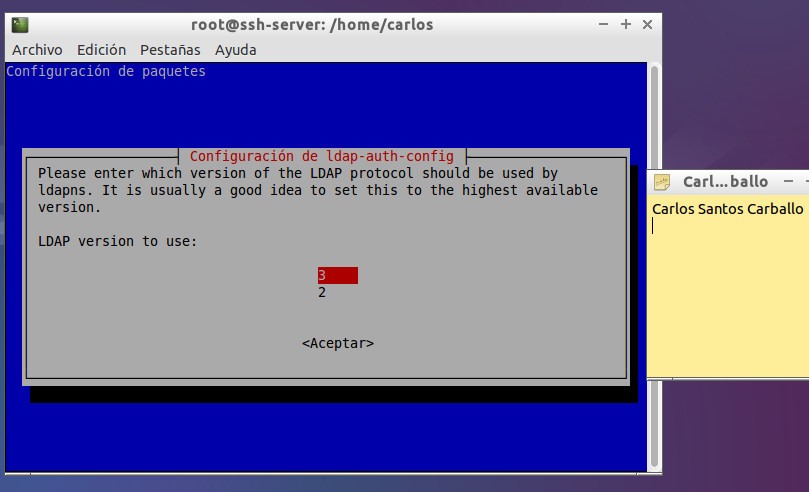 root@ssh-server: /home/carlos
Archivo Edición Pestañas Ayuda
Configuración de paquetes
Configuración de ldap-auth-config
Please enter which version of the LDAP protocol should be used by
ldapns. It is usually a good idea to set this to the highest available
version.
LDAP version to use:
3
2
<Aceptar>
Carl...ballo
Carlos Santos Carballo